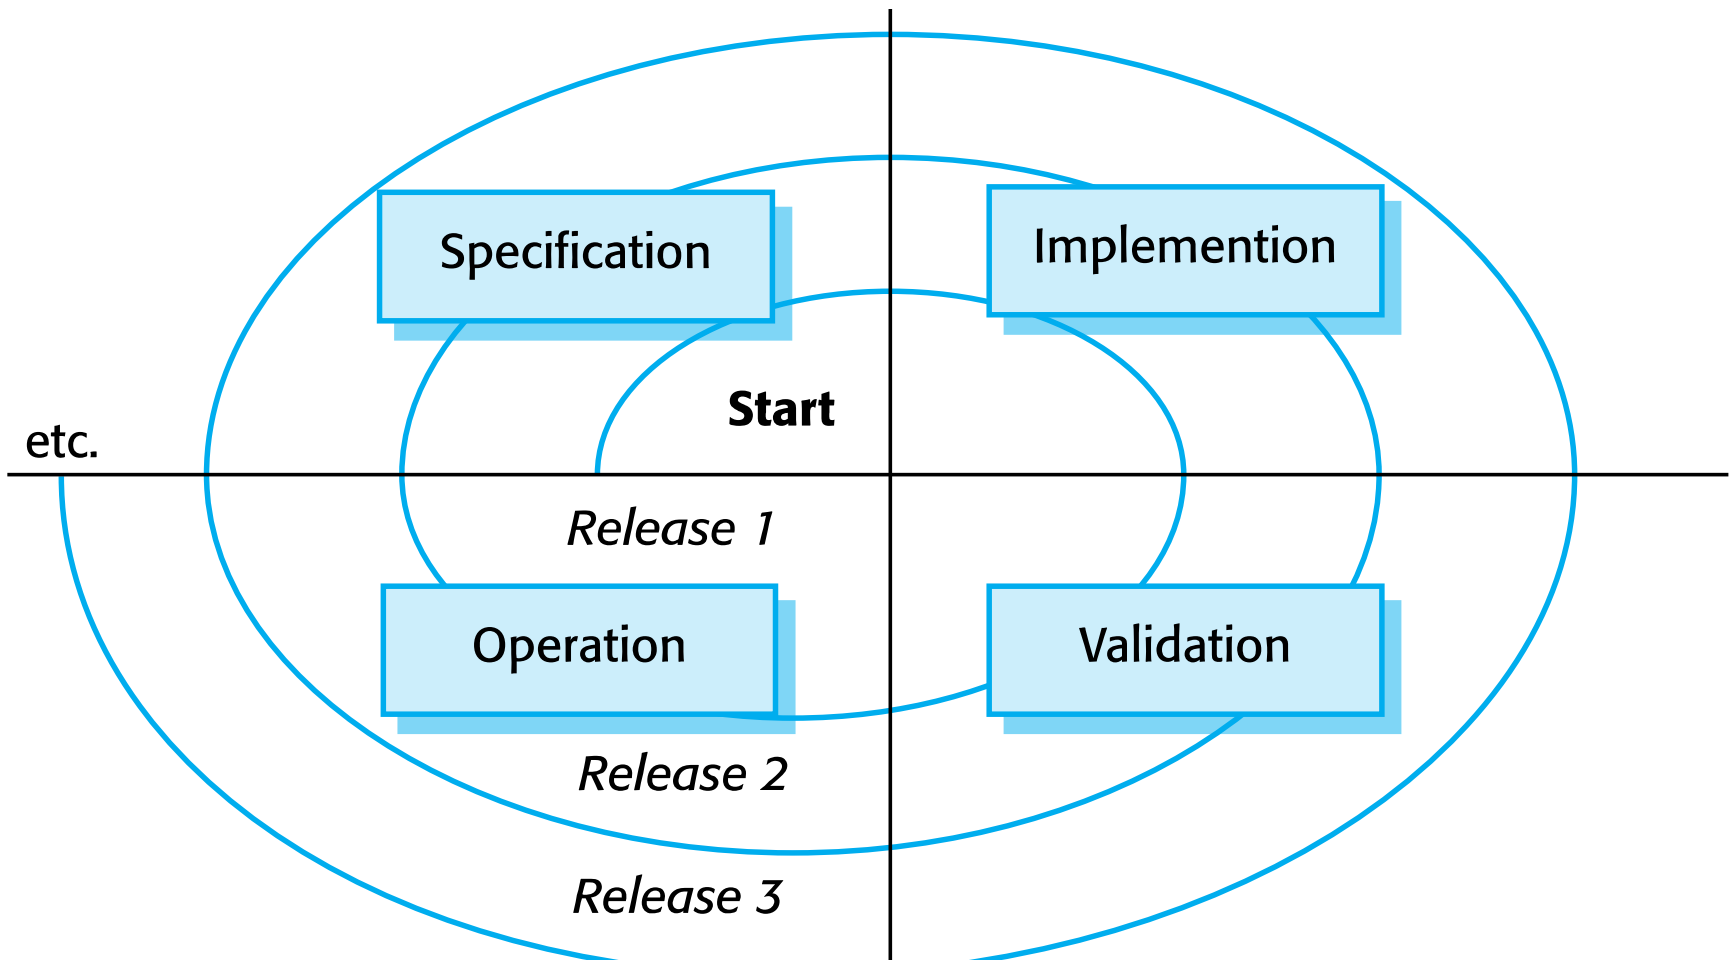 Specification
Implemention
Start
etc.
Release 1
Operation
Validation
Release 2
Release 3